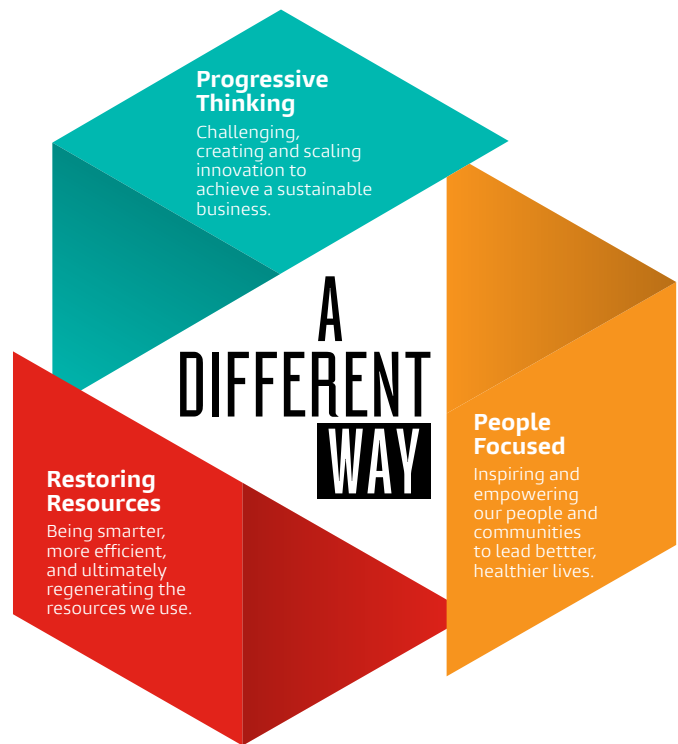 Progressive
Thinking
Challenging,
creating and scaling
innovation to
achieve a sustainable
business.
A
DIFFERENT
WAY
People
Focused
Inspiring and
empowering
our people and
communities
to lead bettter,
healthier lives.
Restoring
Resources
Being smarter,
more efficient,
and ultimately
regenerating the
resources we use.